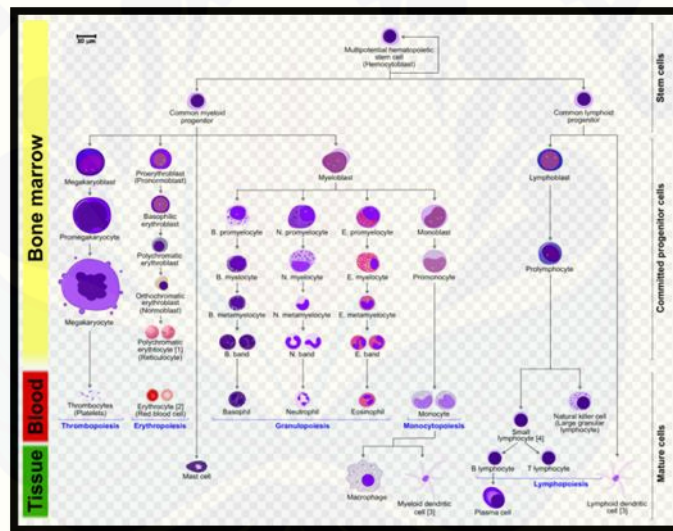 20 µm
Multipotential hematopoietic
stem cell
(Hemocytoblast)
Common myeloid
progenitor
Common lymphoid
progenitor
Megakaryoblast
Proerythroblast
(Pronormoblast)
Myeloblast
Lymphoblast
Promegakaryocyte
Basophilic
erythroblast
B. promyelocyte
N. promyelocyte
E. promyelocyte
Monoblast
Polychromatic
erythroblast
B. myelocyte
N. myelocyte
E. myelocyte
Promonocyte
Prolymphocyte
Megakaryocyte
Orthochromatic
erythroblast
(Normoblast)
B. metamyelocyte
N. metamyelocyte
E. metamyelocyte
Polychromatic
erythrocyte [1]
(Reticulocyte)
B. band
N. band
E. band
Thrombocytes
(Platelets)
Erythrocyte [2]
(Red blood cell)
Basophil
Neutrophil
Eosinophil
Monocyte
Natural killer cell
(Large granular
lymphocyte)
Small
lymphocyte [4]
Thrombopoiesis
Erythropoiesis
Granulopoiesis
Monocytopoiesis
Mast cell
Macrophage
Myeloid dendritic
cell [3]
B lymphocyte
T lymphocyte
Lymphopoiesis
Plasma cell
Lymphoid dendritic
cell [3]
Bone marrow
Blood
Tissue
Stem cells
Committed progenitor cells
Mature cells